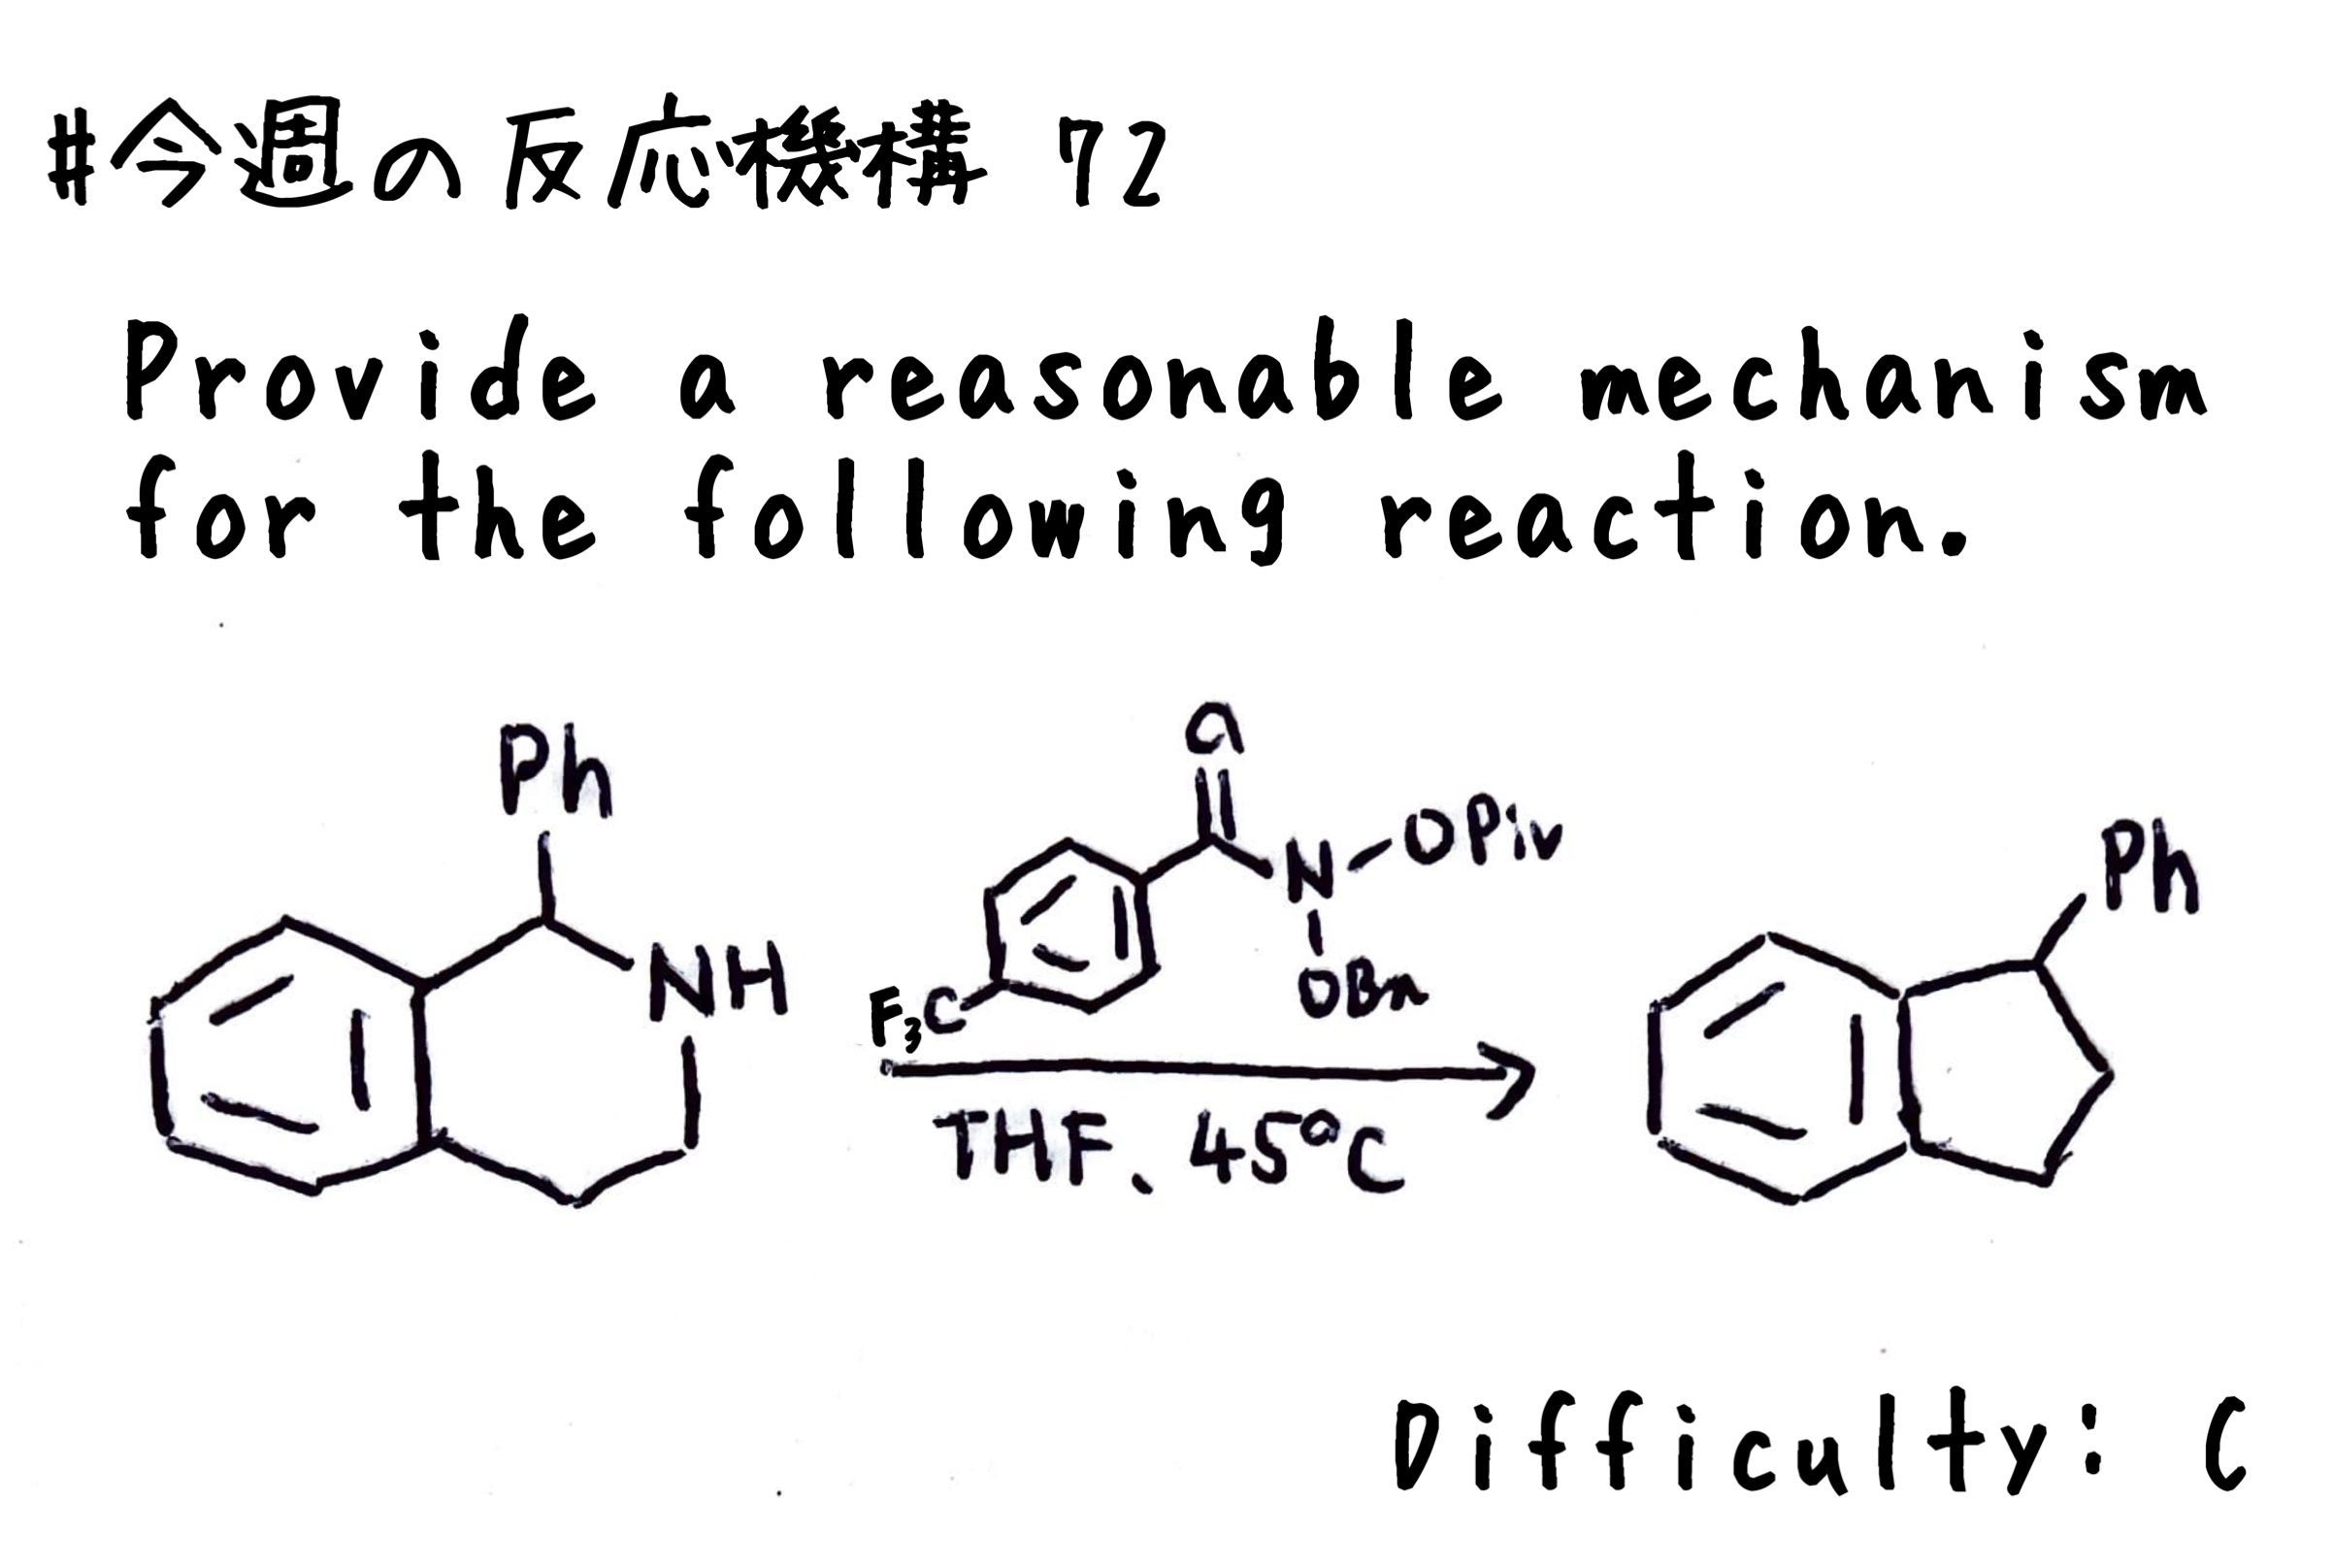 #今週の反応機構 72
Provide a reasonable mechanism
for the following reaction.
Ph
NH
O
N-OPiv
OBn
F₃C
THF、45°C
Ph
Difficulty: C